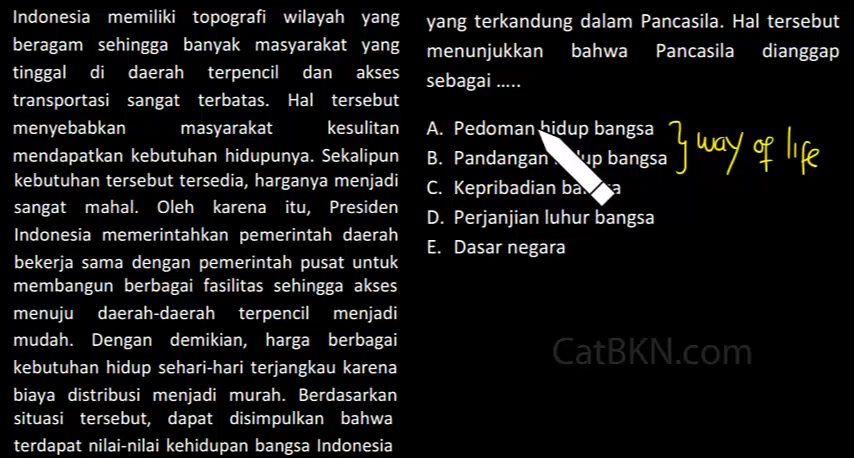 Indonesia memiliki topografi wilayah yang
beragam sehingga banyak masyarakat yang
tinggal di daerah terpencil dan akses
transportasi sangat terbatas. Hal tersebut
menyebabkan masyarakat kesulitan
mendapatkan kebutuhan hidupunya. Sekalipun
kebutuhan tersebut tersedia, harganya menjadi
sangat mahal. Oleh karena itu, Presiden
Indonesia memerintahkan pemerintah daerah
bekerja sama dengan pemerintah pusat untuk
membangun berbagai fasilitas sehingga akses
menuju daerah-daerah terpencil menjadi
mudah. Dengan demikian, harga berbagai
kebutuhan hidup sehari-hari terjangkau karena
biaya distribusi menjadi murah. Berdasarkan
situasi tersebut, dapat disimpulkan bahwa
terdapat nilai-nilai kehidupan bangsa Indonesia
yang terkandung dalam Pancasila. Hal tersebut
menunjukkan bahwa Pancasila dianggap
sebagai .....
A. Pedoman hidup bangsa
B. Pandangan bangsa
C. Kepribadian
D. Perjanjian luhur bangsa
E. Dasar negara
way of life
CatBKN.com